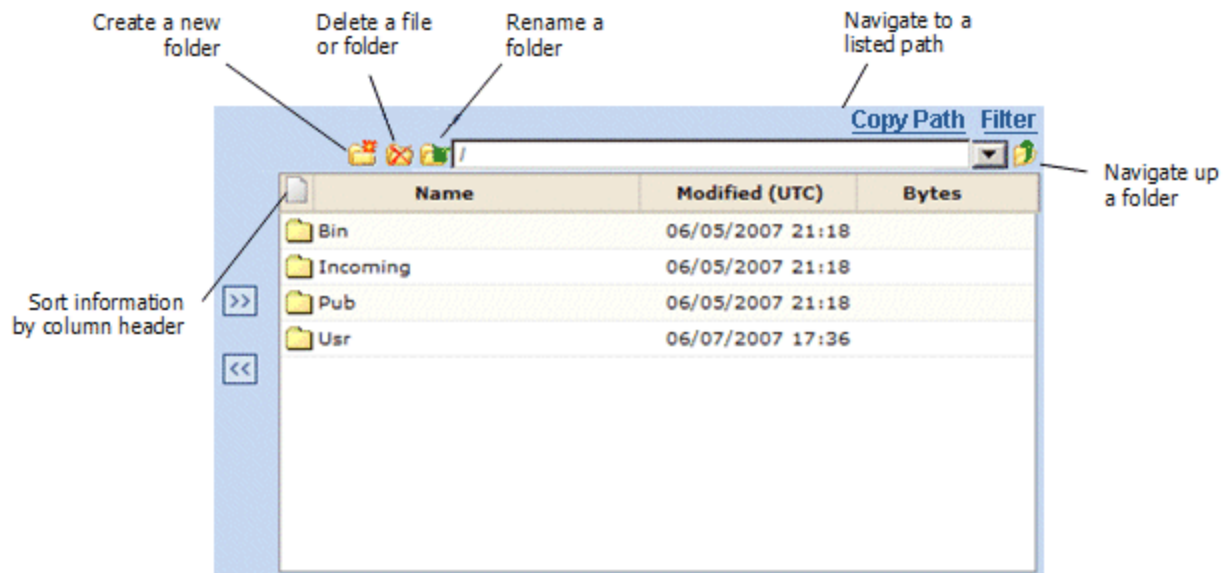 Create a new
folder
Delete a file
or folder
Rename a
folder
Navigate to a
listed path
Copy Path Filter
/
Navigate up
a folder
Name Modified (UTC) Bytes
Bin 06/05/2007 21:18
Incoming 06/05/2007 21:18
Pub 06/05/2007 21:18
Usr 06/07/2007 17:36
Sort information
by column header
>>
<<